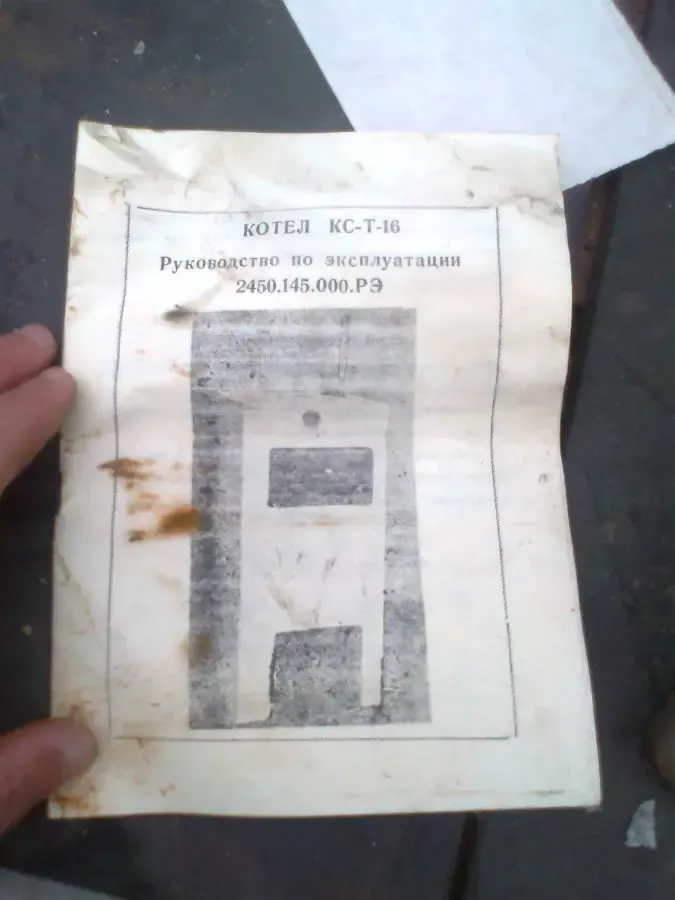 КОТЕЛ КС-Т-16
Руководство по эксплуатации
2450.145.000.РЭ